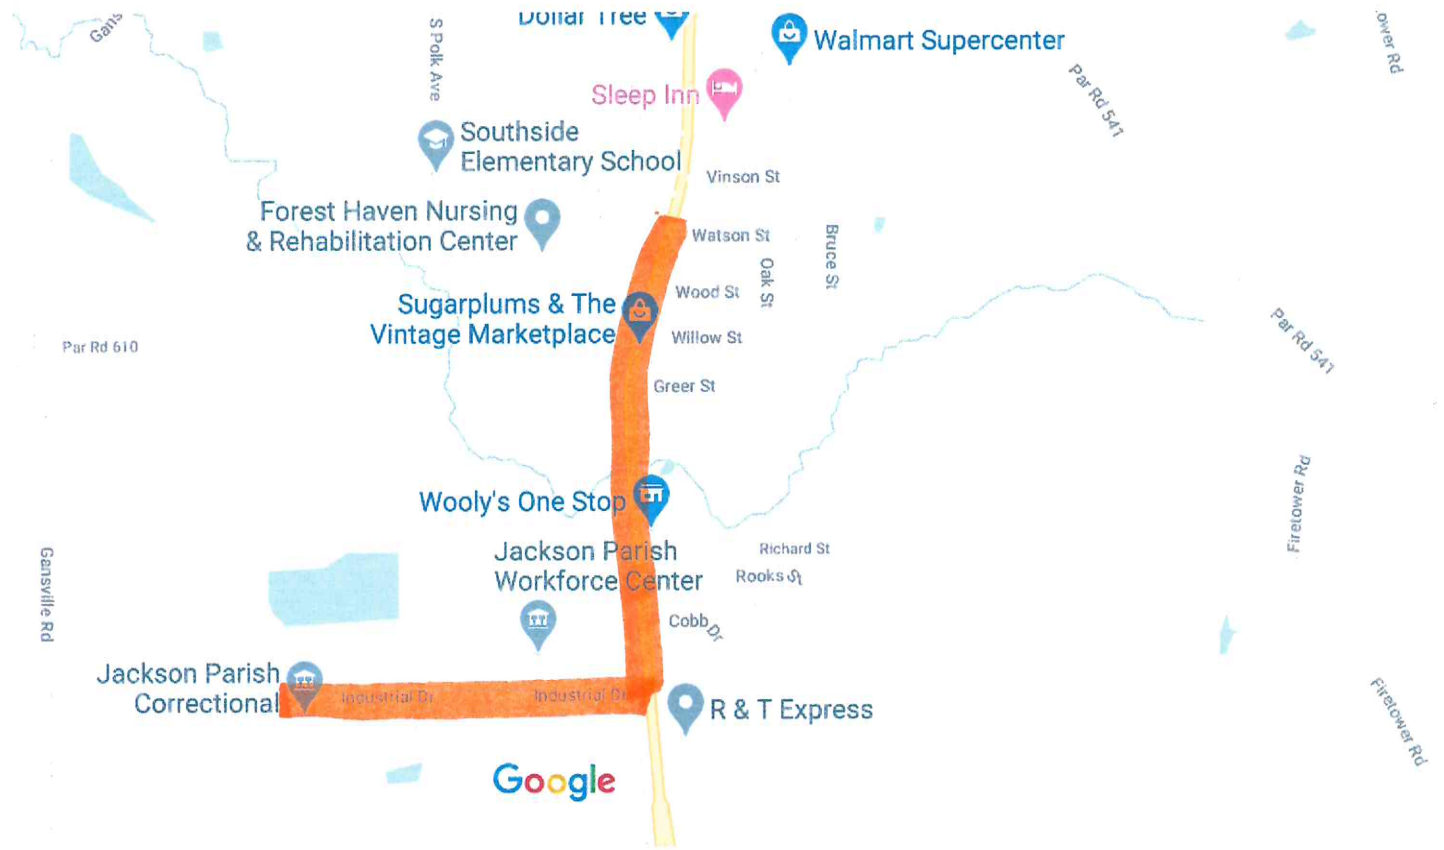 Gans
S Polk Ave
Dollar Tree
Walmart Supercenter
ower Rd
Par Rd 541
Sleep Inn
Southside
Elementary School
Vinson St
Forest Haven Nursing
& Rehabilitation Center
Watson St
Bruce St
Oak St
Wood St
Sugarplums & The
Vintage Marketplace
Willow St
Par Rd 610
Par Rd 541
Greer St
Wooly's One Stop
Firetower Rd
Jackson Parish
Workforce Center
Richard St
Rooks St
Gansville Rd
Cobb Dr
Jackson Parish
Correctional
Industrial Dr
Industrial Dr
R & T Express
Firetower Rd
Google